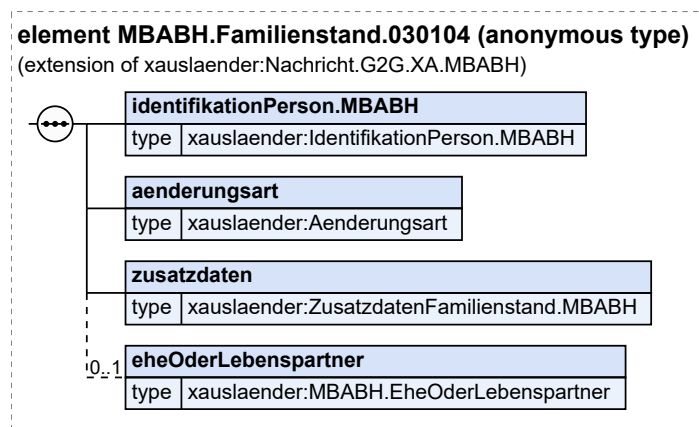 element MBABH.Familienstand.030104 (anonymous type)
(extension of xauslaender:Nachricht.G2G.XA.MBABH)
identifikationPerson.MBABH
type xauslaender:IdentifikationPerson.MBABH
aenderungsart
type xauslaender:Aenderungsart
zusatzdaten
type xauslaender:ZusatzdatenFamilienstand.MBABH
0..1 eheOderLebenspartner
type xauslaender:MBABH.EheOderLebenspartner